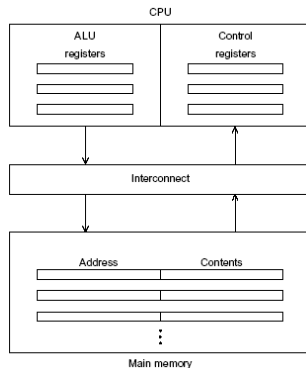 CPU
ALU Control
registers registers
Interconnect
Address Contents
Main memory